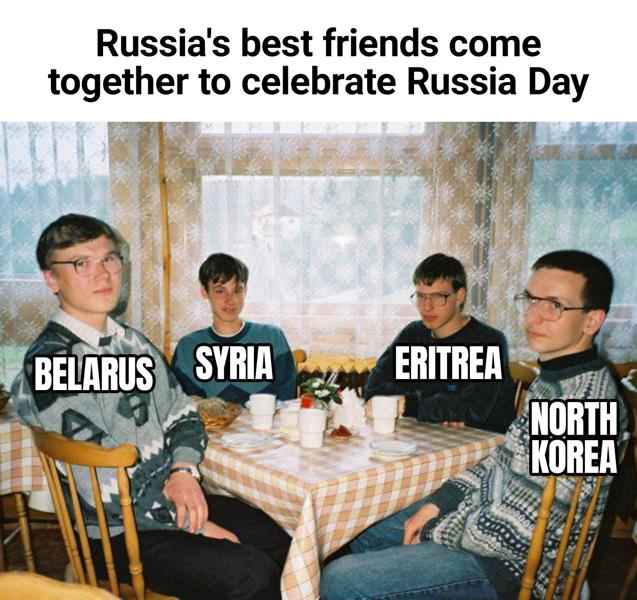 Russia's best friends come
together to celebrate Russia Day
BELARUS
SYRIA
ERITREA
NORTH
KOREA